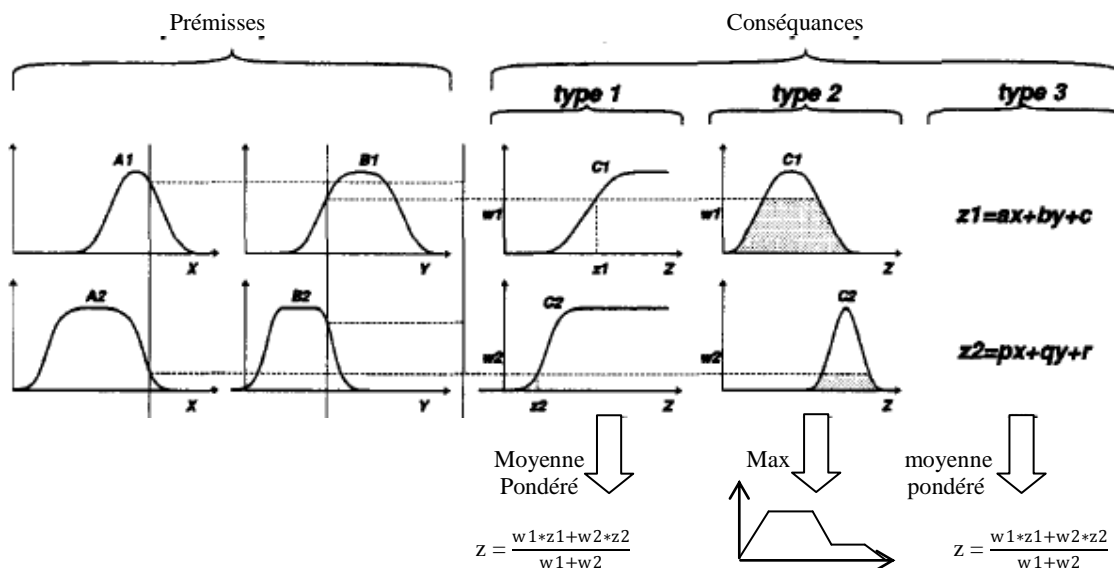 Prémisses
Conséquances
type 1
type 2
type 3
A1
B1
C1
C1
w1
w1
z1=ax+by+c
X
Y
z1
Z
Z
A2
B2
C2
C2
w2
w2
z2=px+qy+r
X
Y
z2
Z
Z
Moyenne
Pondéré
Max
moyenne
pondéré
z = w1*z1+w2*z2
w1+w2
z = w1*z1+w2*z2
w1+w2